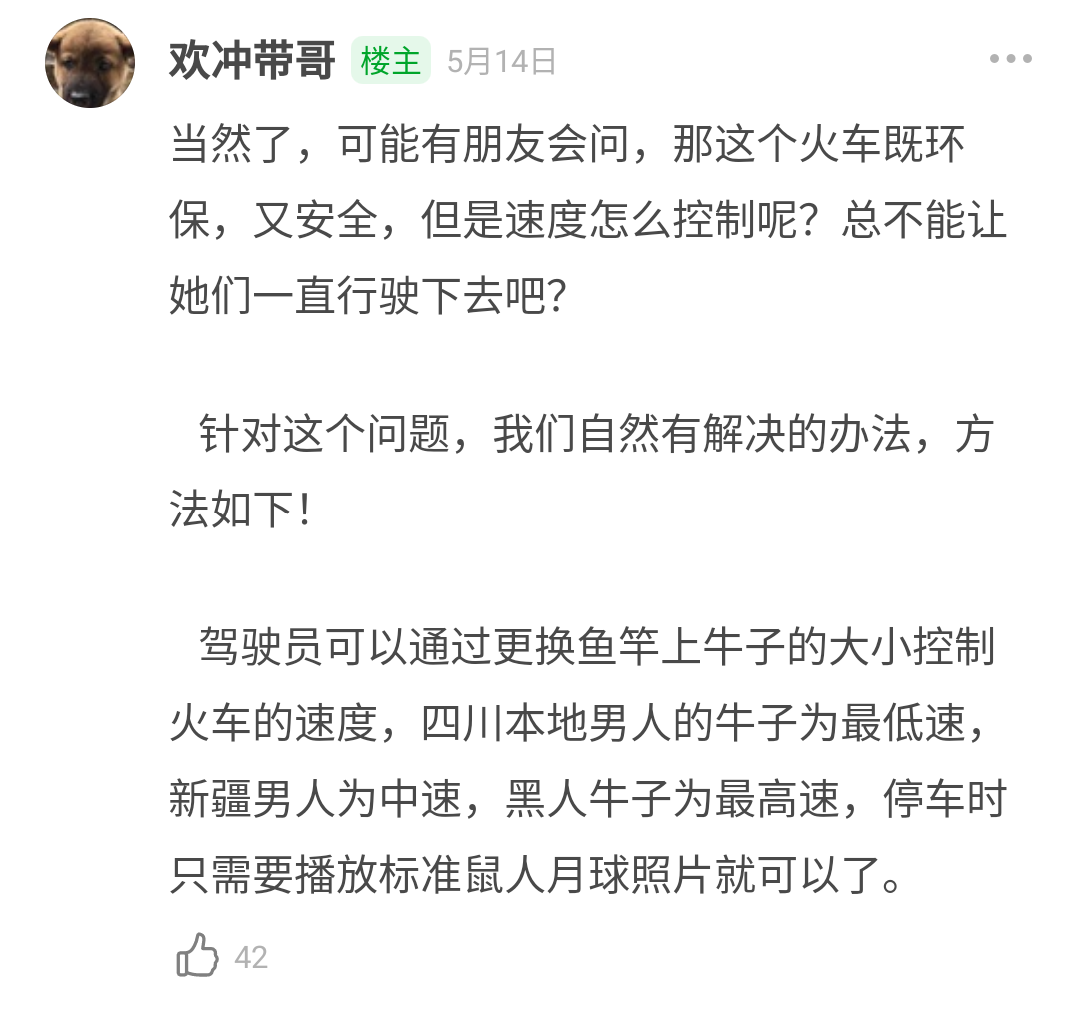 欢冲带哥 楼主 5月14日
当然了，可能有朋友会问，那这个火车既环
保，又安全，但是速度怎么控制呢？总不能让
她们一直行驶下去吧？
针对这个问题，我们自然有解决的办法，方
法如下！
驾驶员可以通过更换鱼竿上牛子的大小控制
火车的速度，四川本地男人的牛子为最低速，
新疆男人为中速，黑人牛子为最高速，停车时
只需要播放标准鼠人月球照片就可以了。
42